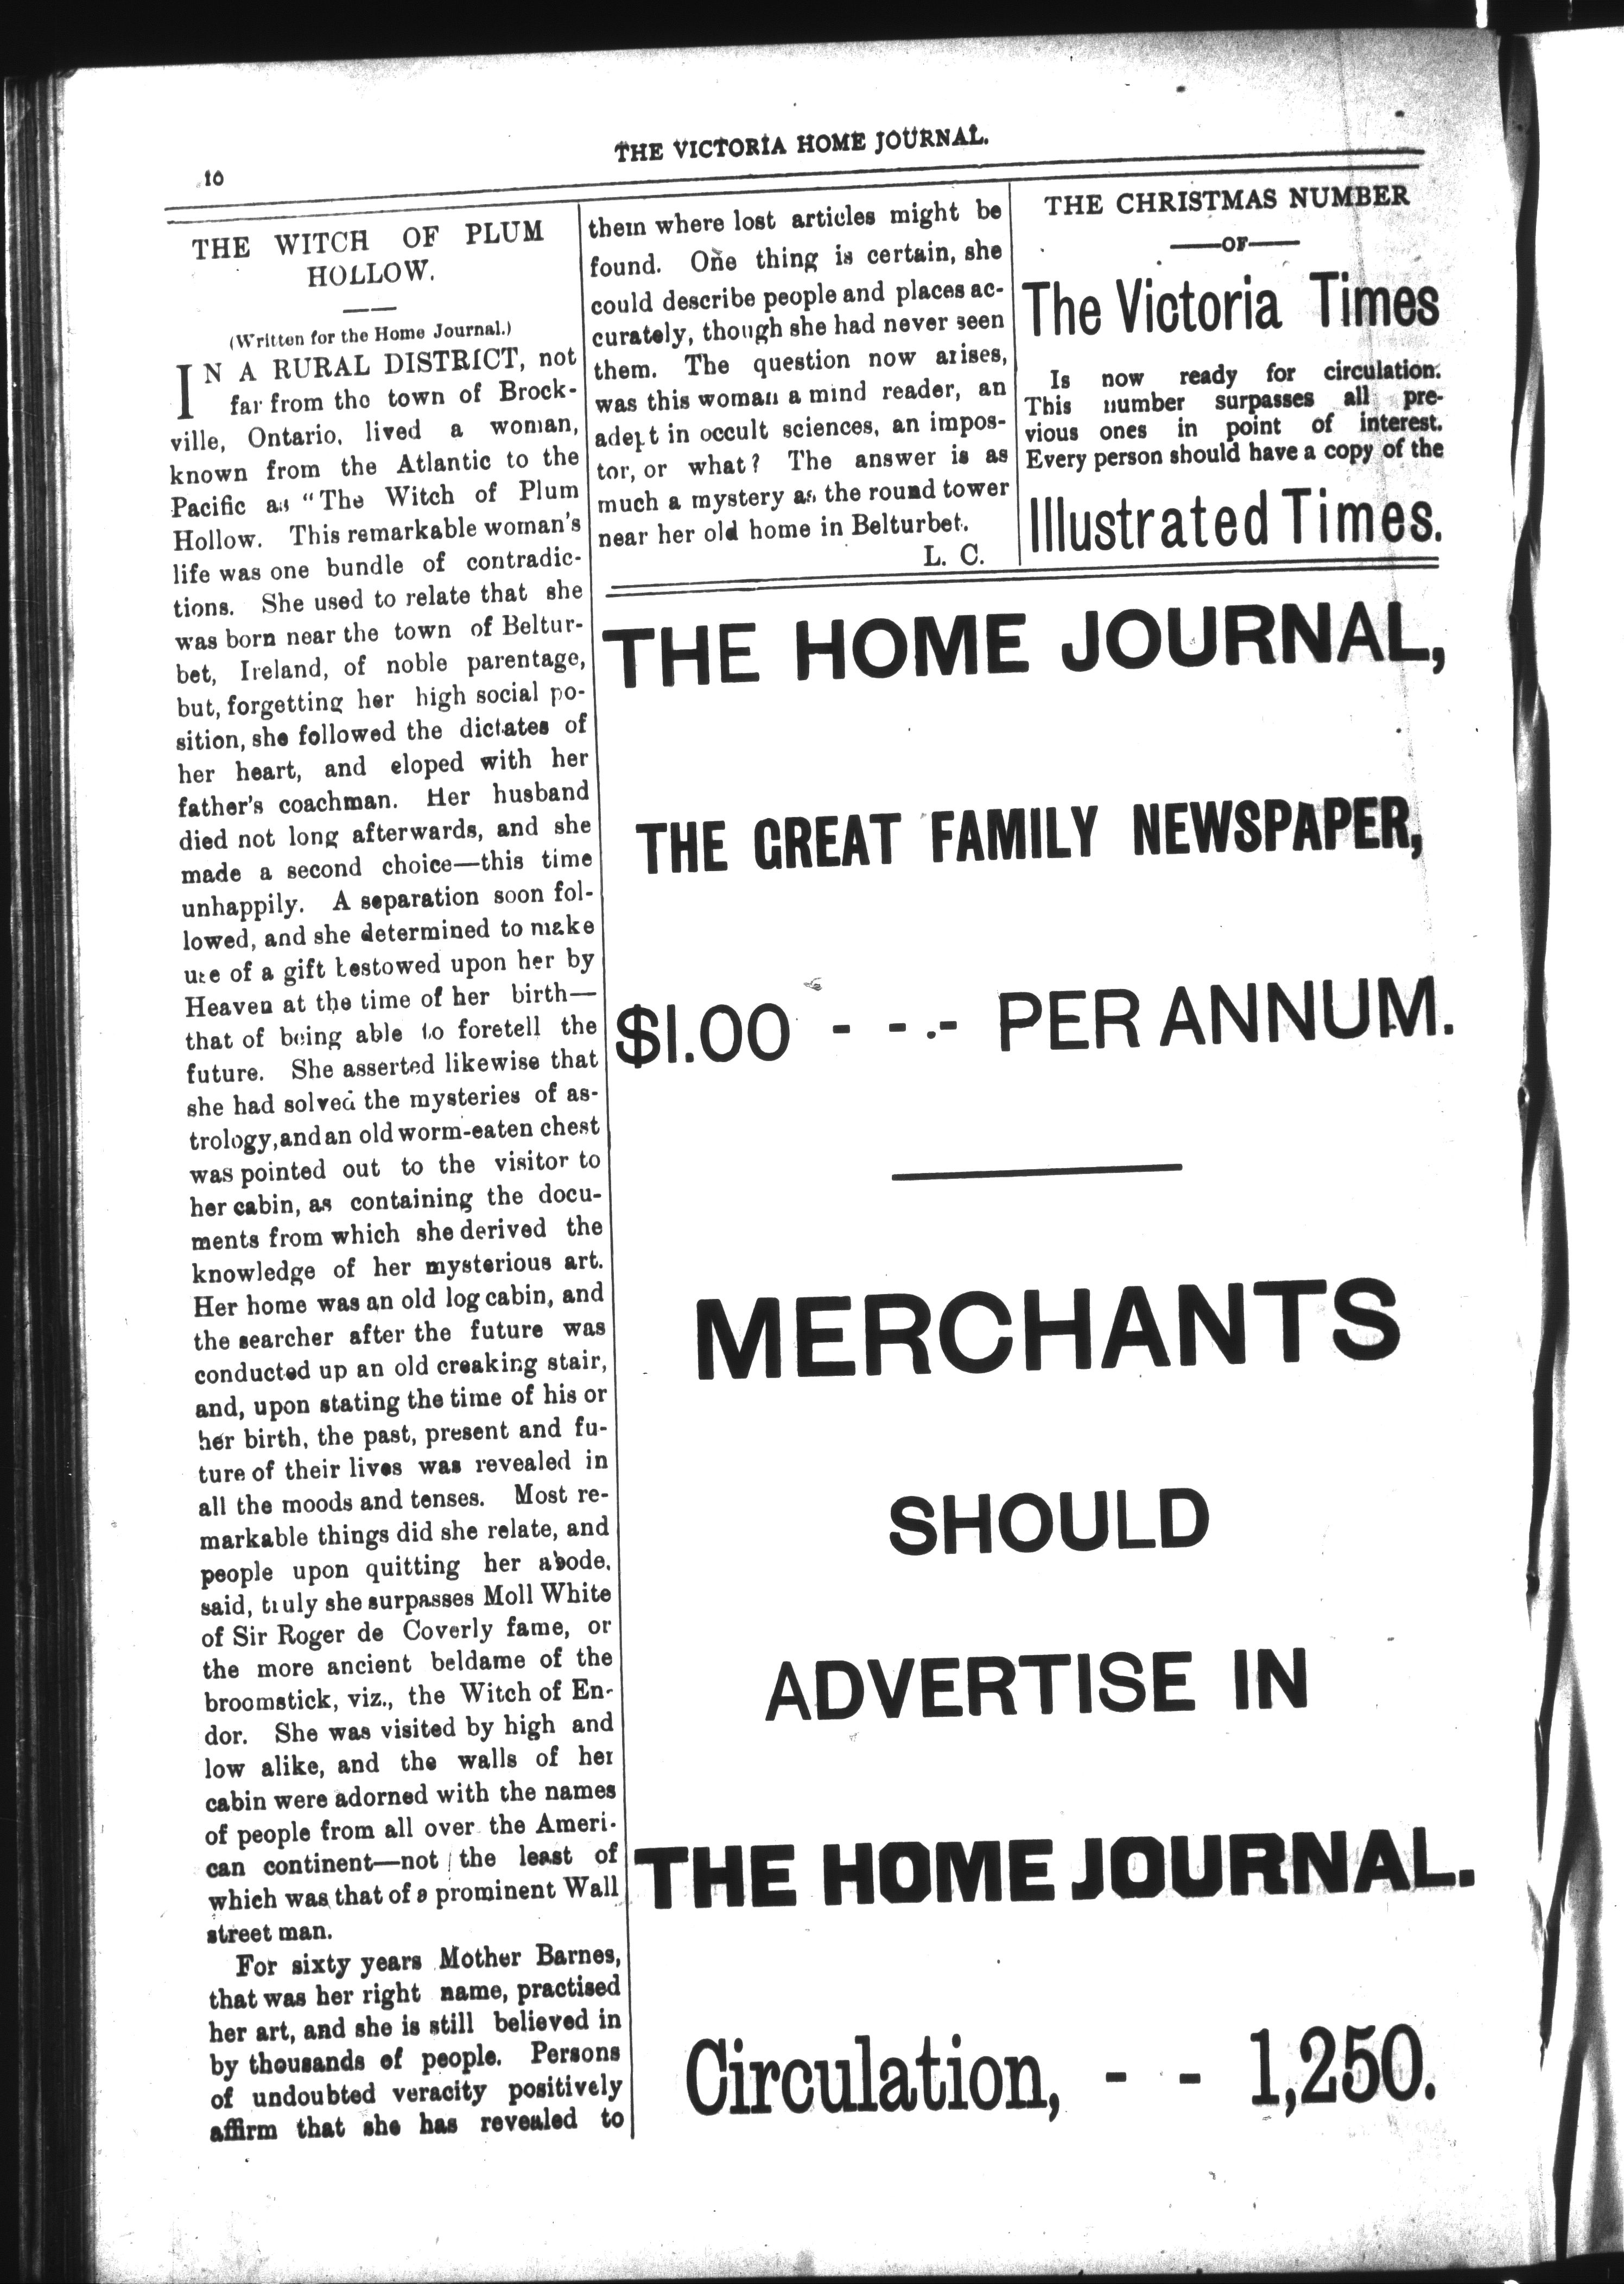 10
THE VICTORIA HOME JOURNAL.
THE WITCH OF PLUM
HOLLOW.
(Written for the Home Journal.)
IN A RURAL DISTRICT, not
far from the town of Brock-
ville, Ontario, lived a woman,
known from the Atlantic to the
Pacific as "The Witch of Plum
Hollow. This remarkable woman's
life was one bundle of contradic-
tions. She used to relate that she
was born near the town of Beltur-
bet, Ireland, of noble parentage,
but, forgetting her high social po-
sition, she followed the dictates of
her heart, and eloped with her
father's coachman. Her husband
died not long afterwards, and she
made a second choice—this time
unhappily. A separation soon fol-
lowed, and she determined to make
use of a gift bestowed upon her by
Heaven at the time of her birth—
that of being able to foretell the
future. She asserted likewise that
she had solved the mysteries of as-
trology, and an old worm-eaten chest
was pointed out to the visitor to
her cabin, as containing the docu-
ments from which she derived the
knowledge of her mysterious art.
Her home was an old log cabin, and
the searcher after the future was
conducted up an old creaking stair,
and, upon stating the time of his or
her birth, the past, present and fu-
ture of their lives was revealed in
all the moods and tenses. Most re-
markable things did she relate, and
people upon quitting her abode,
said, truly she surpasses Moll White
of Sir Roger de Coverly fame, or
the more ancient beldame of the
broomstick, viz., the Witch of En-
dor. She was visited by high and
low alike, and the walls of her
cabin were adorned with the names
of people from all over the Ameri-
can continent—not the least of
which was that of a prominent Wall
street man.
For sixty years Mother Barnes,
that was her right name, practised
her art, and she is still believed in
by thousands of people. Persons
of undoubted veracity positively
affirm that she has revealed to
them where lost articles might be
found. One thing is certain, she
could describe people and places ac-
curately, though she had never seen
them. The question now arises,
was this woman a mind reader, an
adept in occult sciences, an impos-
tor, or what? The answer is as
much a mystery as the round tower
near her old home in Belturbet.
L. C.
THE CHRISTMAS NUMBER
—OF—
The Victoria Times
Is now ready for circulation.
This number surpasses all pre-
vious ones in point of interest.
Every person should have a copy of the
Illustrated Times.
THE HOME JOURNAL,
THE GREAT FAMILY NEWSPAPER,
$1.00 - - - PER ANNUM.
MERCHANTS
SHOULD
ADVERTISE IN
THE HOME JOURNAL.
Circulation, - - 1,250.